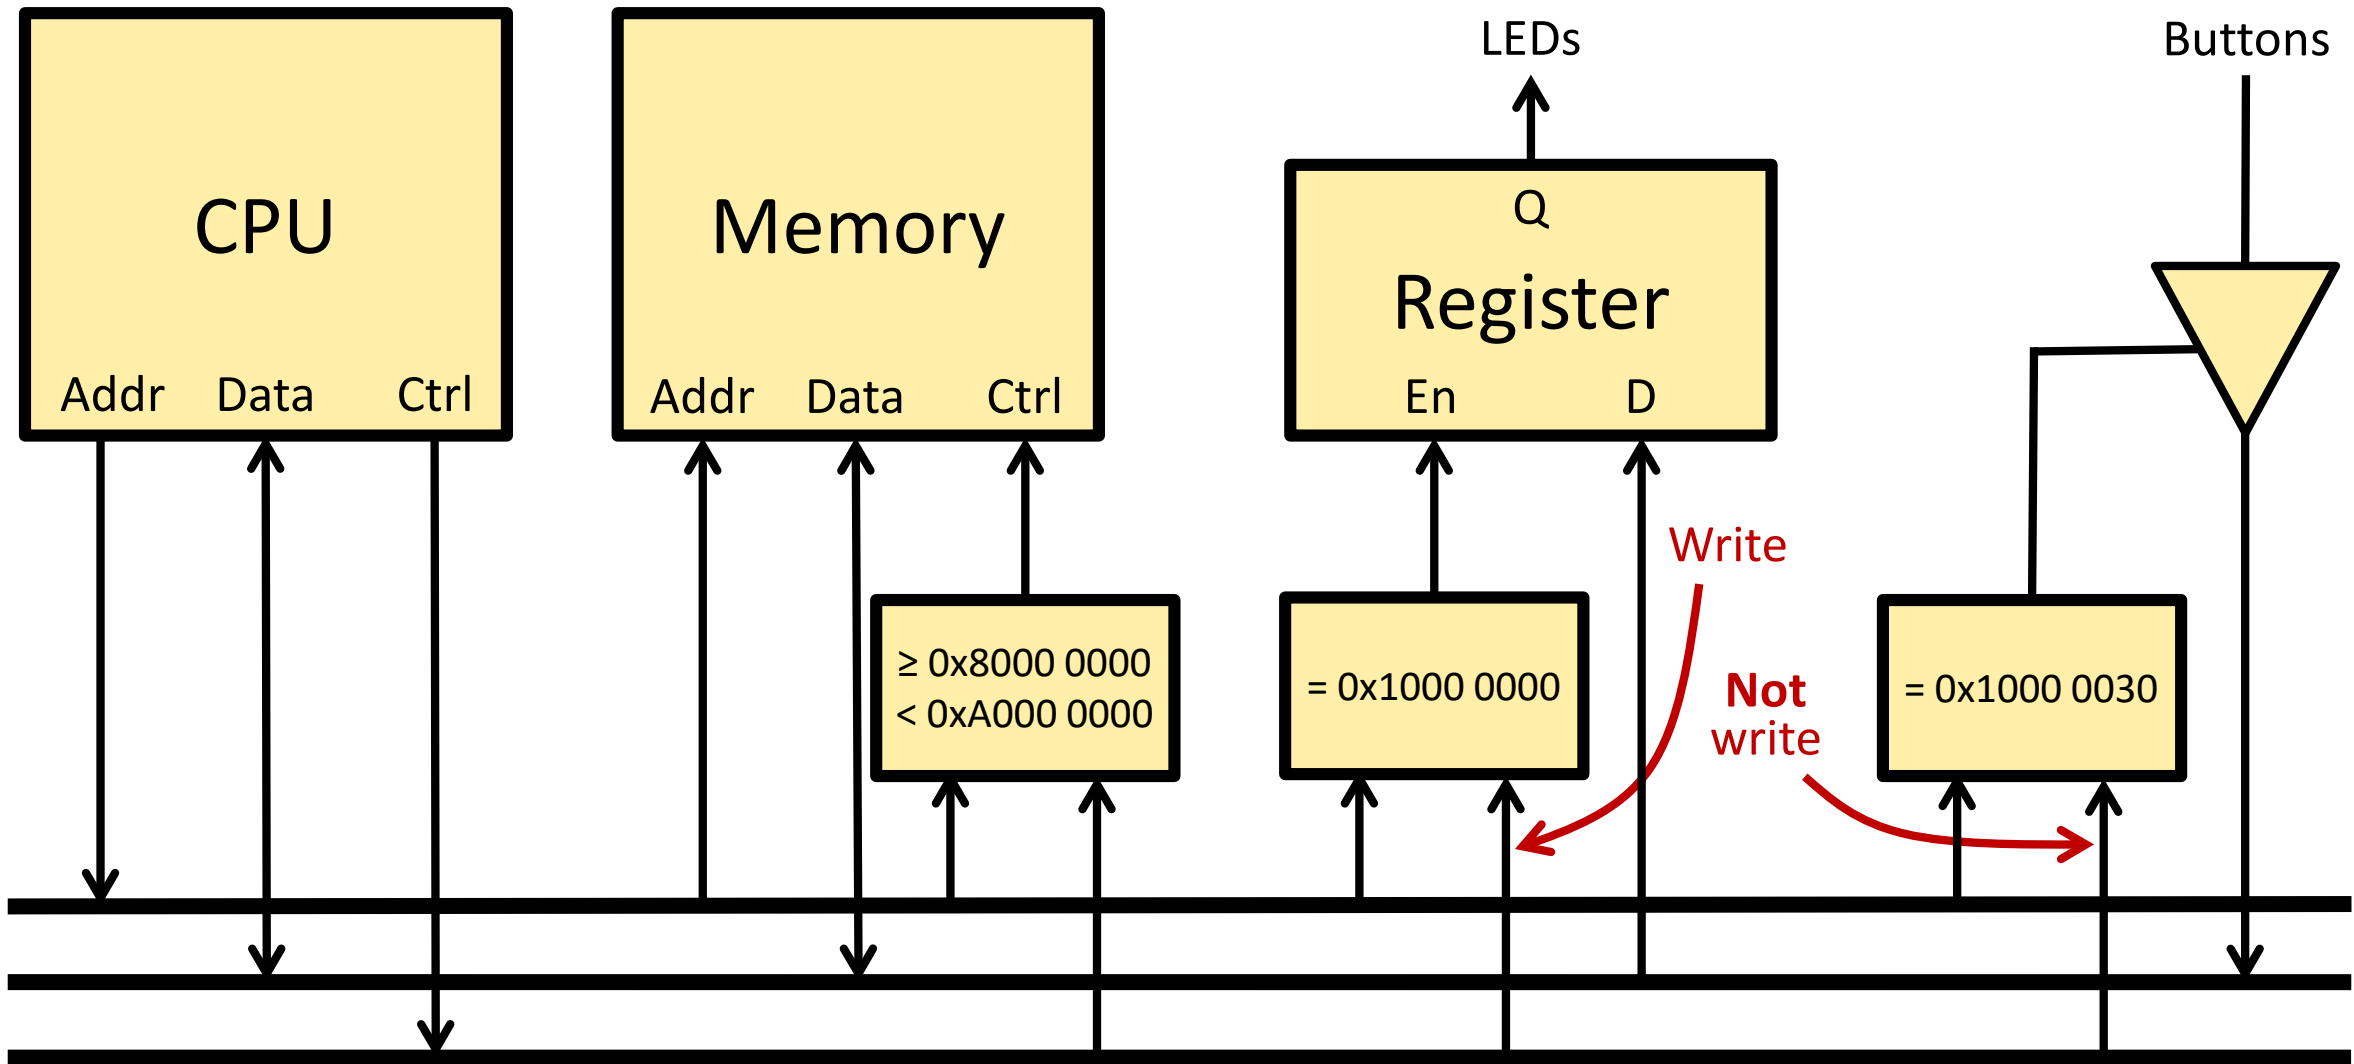 CPU
Addr
Data
Ctrl
Memory
Addr
Data
Ctrl
≥ 0x8000 0000
< 0xA000 0000
LEDs
Q
Register
En
D
= 0x1000 0000
Write
Not
write
Buttons
= 0x1000 0030